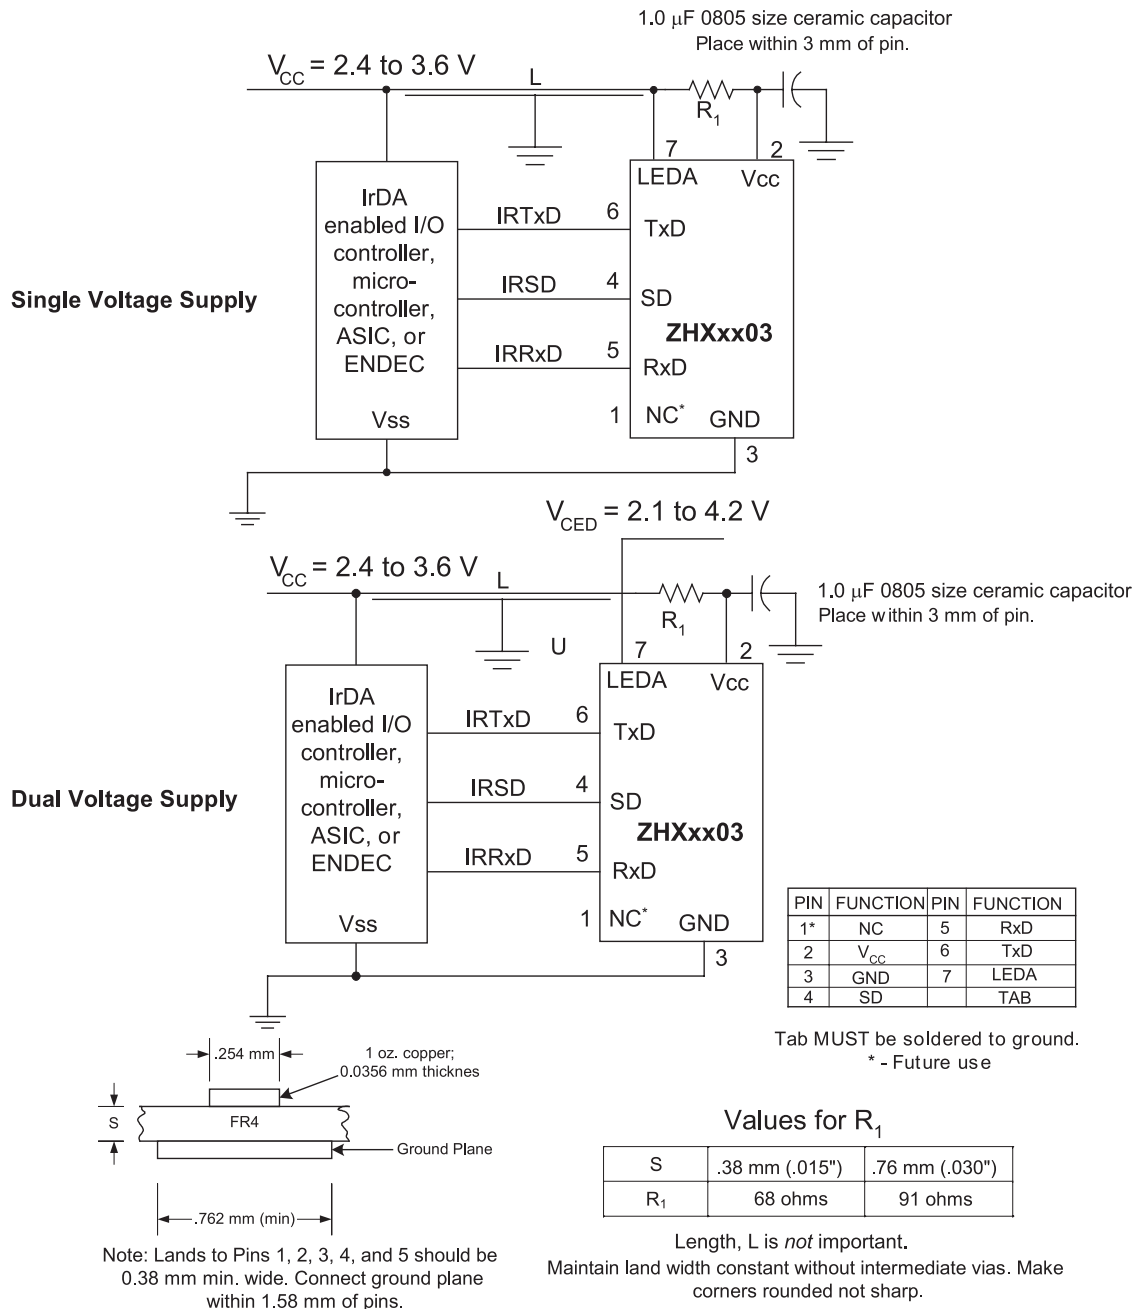 1.0 μF 0805 size ceramic capacitor
Place within 3 mm of pin.
V_CC = 2.4 to 3.6 V
L
R_1
7
2
LEDA
Vcc
IrDA
enabled I/O
controller,
micro-
controller,
ASIC, or
ENDEC
Vss
IRTxD
6
TxD
IRSD
4
SD
Single Voltage Supply
ZHXxx03
IRRxD
5
RxD
1
NC*
GND
3
V_CED = 2.1 to 4.2 V
V_CC = 2.4 to 3.6 V
L
1.0 μF 0805 size ceramic capacitor
Place within 3 mm of pin.
R_1
U
7
2
LEDA
Vcc
IrDA
enabled I/O
controller,
micro-
controller,
ASIC, or
ENDEC
Vss
IRTxD
6
TxD
IRSD
4
SD
Dual Voltage Supply
ZHXxx03
IRRxD
5
RxD
1
NC*
GND
3
PIN FUNCTION PIN FUNCTION
1* NC 5 RxD
2 V_CC 6 TxD
3 GND 7 LEDA
4 SD TAB
Tab MUST be soldered to ground.
* - Future use
.254 mm
1 oz. copper;
0.0356 mm thicknes
S
FR4
Ground Plane
.762 mm (min)
Note: Lands to Pins 1, 2, 3, 4, and 5 should be
0.38 mm min. wide. Connect ground plane
within 1.58 mm of pins.
Values for R_1
S .38 mm (.015") .76 mm (.030")
R_1 68 ohms 91 ohms
Length, L is not important.
Maintain land width constant without intermediate vias. Make
corners rounded not sharp.